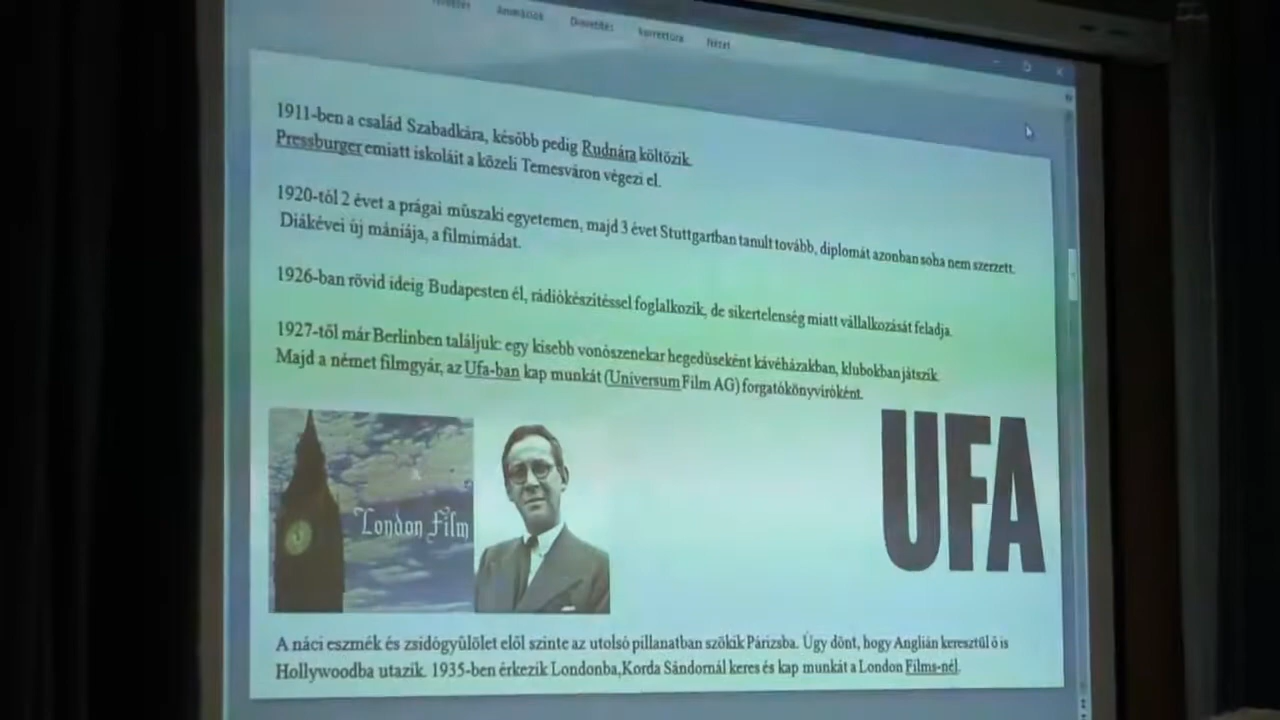 Animációk
Diavetítés
Korrektúra
Nézet
1911-ben a család Szabadkára, később pedig Rudnára költözik.
Pressburger emiatt iskoláit a közeli Temesváron végezi el.
1920-tól 2 évet a prágai műszaki egyetemen, majd 3 évet Stuttgartban tanult tovább, diplomát azonban soha nem szerzett.
Diákévei új mániája, a filmimádat.
1926-ban rövid ideig Budapesten él, rádiókészítéssel foglalkozik, de sikertelenség miatt vállalkozását feladja.
1927-től már Berlinben találjuk: egy kisebb vonószenekar hegedűseként kávéházakban, klubokban játszik.
Majd a német filmgyár, az Ufa-ban kap munkát (Universum Film AG) forgatókönyvíróként.
London Film
UFA
A náci eszmék és zsidógyűlölet elől szinte az utolsó pillanatban szökik Párizsba. Úgy dönt, hogy Anglián keresztül ő is
Hollywoodba utazik. 1935-ben érkezik Londonba,Korda Sándornál keres és kap munkát a London Films-nél.